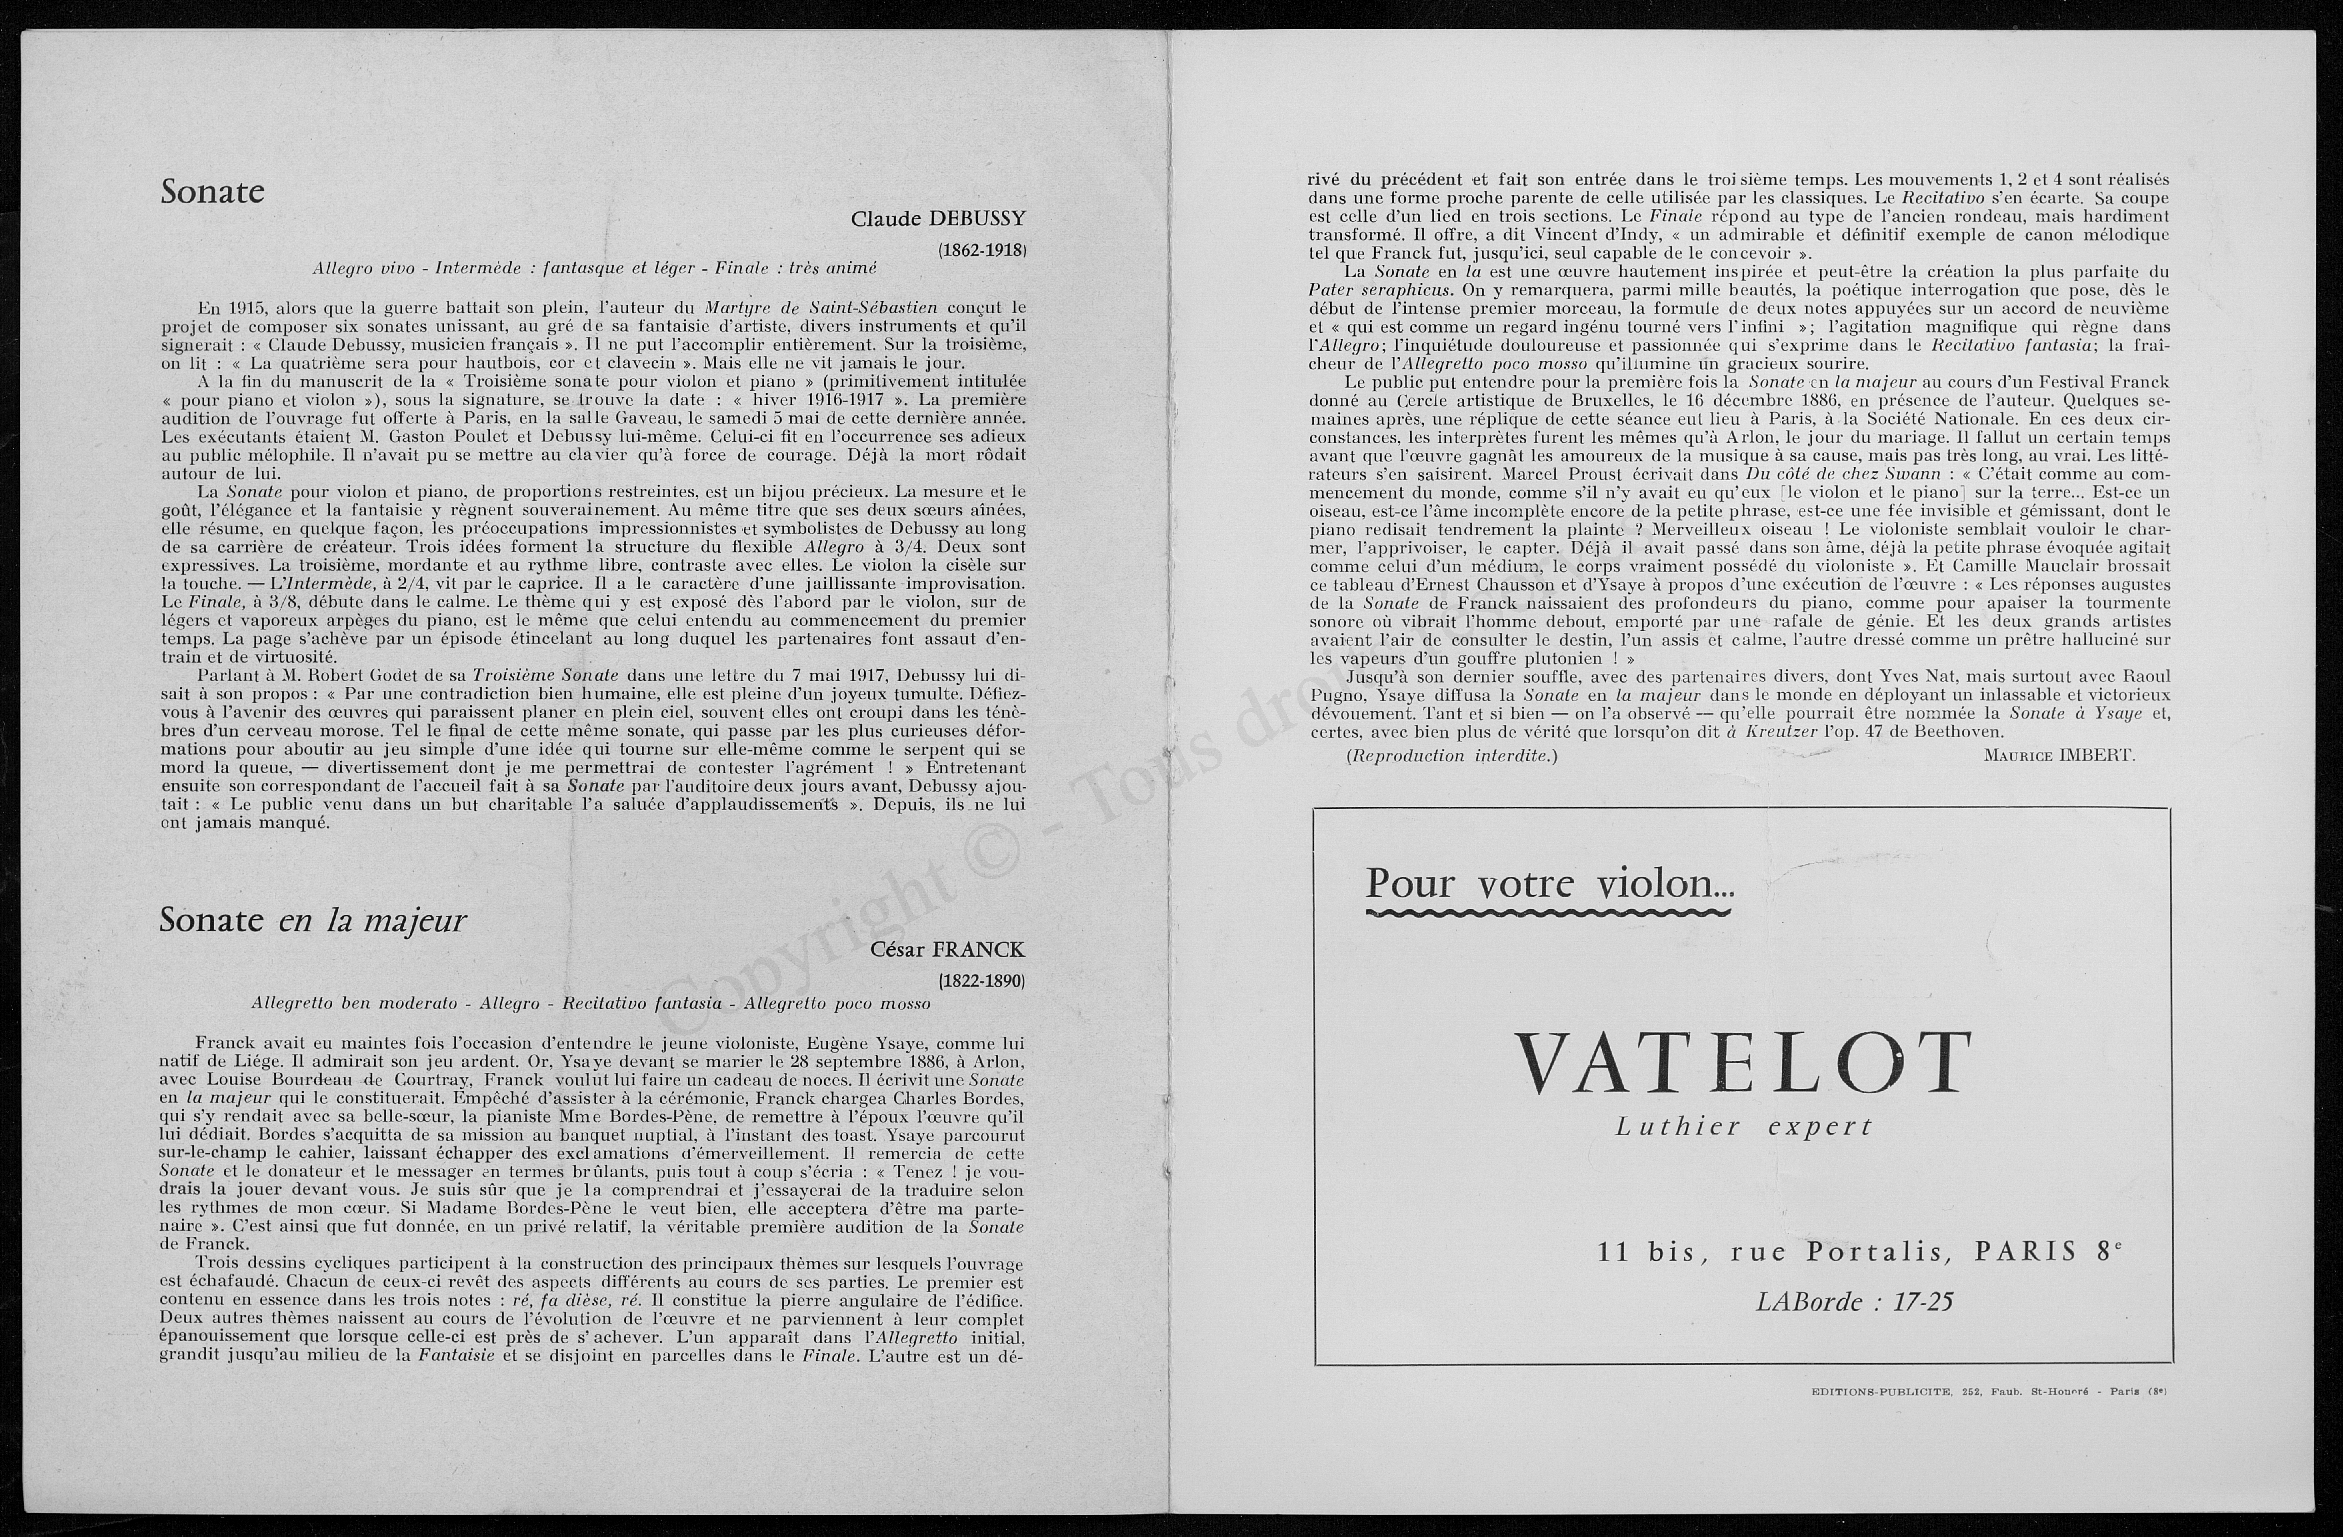 Sonate
Claude DEBUSSY
(1862-1918)
Allegro vivo - Intermède : fantasque et léger - Finale : très animé
En 1915, alors que la guerre battait son plein, l'auteur du Martyre de Saint-Sébastien conçut le
projet de composer six sonates unissant, au gré de sa fantaisie d'artiste, divers instruments et qu'il
signerait : « Claude Debussy, musicien français ». Il ne put l'accomplir entièrement. Sur la troisième,
on lit : « La quatrième sera pour hautbois, cor et clavecin ». Mais elle ne vit jamais le jour.
A la fin du manuscrit de la « Troisième sonate pour violon et piano » (primitivement intitulée
« pour piano et violon »), sous la signature, se trouve la date : « hiver 1916-1917 ». La première
audition de l'ouvrage fut offerte à Paris, en la salle Gaveau, le samedi 5 mai de cette dernière année.
Les exécutants étaient M. Gaston Poulet et Debussy lui-même. Celui-ci fit en l'occurrence ses adieux
au public mélophile. Il n'avait pu se mettre au clavier qu'à force de courage. Déjà la mort rôdait
autour de lui.
La Sonate pour violon et piano, de proportions restreintes, est un bijou précieux. La mesure et le
goût, l'élégance et la fantaisie y règnent souverainement. Au même titre que ses deux sœurs aînées,
elle résume, en quelque façon, les préoccupations impressionnistes et symbolistes de Debussy au long
de sa carrière de créateur. Trois idées forment la structure du flexible Allegro à 3/4. Deux sont
expressives. La troisième, mordante et au rythme libre, contraste avec elles. Le violon la cisèle sur
la touche. — L'Intermède, à 2/4, vit par le caprice. Il a le caractère d'une jaillissante improvisation.
Le Finale, à 3/8, débute dans le calme. Le thème qui y est exposé dès l'abord par le violon, sur de
légers et vaporeux arpèges du piano, est le même que celui entendu au commencement du premier
temps. La page s'achève par un épisode étincelant au long duquel les partenaires font assaut d'en-
train et de virtuosité.
Parlant à M. Robert Godet de sa Troisième Sonate dans une lettre du 7 mai 1917, Debussy lui di-
sait à son propos : « Par une contradiction bien humaine, elle est pleine d'un joyeux tumulte. Défiez-
vous à l'avenir des œuvres qui paraissent planer en plein ciel, souvent elles ont croupi dans les ténè-
bres d'un cerveau morose. Tel le final de cette même sonate, qui passe par les plus curieuses défor-
mations pour aboutir au jeu simple d'une idée qui tourne sur elle-même comme le serpent qui se
mord la queue, — divertissement dont je me permettrai de contester l'agrément ! » Entretenant
ensuite son correspondant de l'accueil fait à sa Sonate par l'auditoire deux jours avant, Debussy ajou-
tait : « Le public venu dans un but charitable l'a saluée d'applaudissements ». Depuis, ils ne lui
ont jamais manqué.
Sonate en la majeur
César FRANCK
(1822-1890)
Allegretto ben moderato - Allegro - Recitativo fantasia - Allegretto poco mosso
Franck avait eu maintes fois l'occasion d'entendre le jeune violoniste, Eugène Ysaye, comme lui
natif de Liége. Il admirait son jeu ardent. Or, Ysaye devant se marier le 28 septembre 1886, à Arlon,
avec Louise Bourdeau de Courtray, Franck voulut lui faire un cadeau de noces. Il écrivit une Sonate
en la majeur qui le constituerait. Empêché d'assister à la cérémonie, Franck chargea Charles Bordes,
qui s'y rendait avec sa belle-sœur, la pianiste Mme Bordes-Pène, de remettre à l'époux l'œuvre qu'il
lui dédiait. Bordes s'acquitta de sa mission au banquet nuptial, à l'instant des toast. Ysaye parcourut
sur-le-champ le cahier, laissant échapper des exclamations d'émerveillement. Il remercia de cette
Sonate et le donateur et le messager en termes brûlants, puis tout à coup s'écria : « Tenez ! je vou-
drais la jouer devant vous. Je suis sûr que je la comprendrai et j'essayerai de la traduire selon
les rythmes de mon cœur. Si Madame Bordes-Pène le veut bien, elle acceptera d'être ma parte-
naire ». C'est ainsi que fut donnée, en un privé relatif, la véritable première audition de la Sonate
de Franck.
Trois dessins cycliques participent à la construction des principaux thèmes sur lesquels l'ouvrage
est échafaudé. Chacun de ceux-ci revêt des aspects différents au cours de ses parties. Le premier est
contenu en essence dans les trois notes : ré, fa dièse, ré. Il constitue la pierre angulaire de l'édifice.
Deux autres thèmes naissent au cours de l'évolution de l'œuvre et ne parviennent à leur complet
épanouissement que lorsque celle-ci est près de s'achever. L'un apparaît dans l'Allegretto initial,
grandit jusqu'au milieu de la Fantaisie et se disjoint en parcelles dans le Finale. L'autre est un dé-
rivé du précédent et fait son entrée dans le troisième temps. Les mouvements 1, 2 et 4 sont réalisés
dans une forme proche parente de celle utilisée par les classiques. Le Recitativo s'en écarte. Sa coupe
est celle d'un lied en trois sections. Le Finale répond au type de l'ancien rondeau, mais hardiment
transformé. Il offre, a dit Vincent d'Indy, « un admirable et définitif exemple de canon mélodique
tel que Franck fut, jusqu'ici, seul capable de le concevoir ».
La Sonate en la est une œuvre hautement inspirée et peut-être la création la plus parfaite du
Pater seraphicus. On y remarquera, parmi mille beautés, la poétique interrogation que pose, dès le
début de l'intense premier morceau, la formule de deux notes appuyées sur un accord de neuvième
et « qui est comme un regard ingénu tourné vers l'infini »; l'agitation magnifique qui règne dans
l'Allegro; l'inquiétude douloureuse et passionnée qui s'exprime dans le Recitativo fantasia; la fraî-
cheur de l'Allegretto poco mosso qu'illumine un gracieux sourire.
Le public put entendre pour la première fois la Sonate en la majeur au cours d'un Festival Franck
donné au Cercle artistique de Bruxelles, le 16 décembre 1886, en présence de l'auteur. Quelques se-
maines après, une réplique de cette séance eut lieu à Paris, à la Société Nationale. En ces deux cir-
constances, les interprètes furent les mêmes qu'à Arlon, le jour du mariage. Il fallut un certain temps
avant que l'œuvre gagnât les amoureux de la musique à sa cause, mais pas très long, au vrai. Les litté-
rateurs s'en saisirent. Marcel Proust écrivait dans Du côté de chez Swann : « C'était comme au com-
mencement du monde, comme s'il n'y avait eu qu'eux [le violon et le piano] sur la terre... Est-ce un
oiseau, est-ce l'âme incomplète encore de la petite phrase, est-ce une fée invisible et gémissant, dont le
piano redisait tendrement la plainte ? Merveilleux oiseau ! Le violoniste semblait vouloir le char-
mer, l'apprivoiser, le capter. Déjà il avait passé dans son âme, déjà la petite phrase évoquée agitait
comme celui d'un médium, le corps vraiment possédé du violoniste ». Et Camille Mauclair brossait
ce tableau d'Ernest Chausson et d'Ysaye à propos d'une exécution de l'œuvre : « Les réponses augustes
de la Sonate de Franck naissaient des profondeurs du piano, comme pour apaiser la tourmente
sonore où vibrait l'homme debout, emporté par une rafale de génie. Et les deux grands artistes
avaient l'air de consulter le destin, l'un assis et calme, l'autre dressé comme un prêtre halluciné sur
les vapeurs d'un gouffre plutonien ! »
Jusqu'à son dernier souffle, avec des partenaires divers, dont Yves Nat, mais surtout avec Raoul
Pugno, Ysaye diffusa la Sonate en la majeur dans le monde en déployant un inlassable et victorieux
dévouement. Tant et si bien — on l'a observé — qu'elle pourrait être nommée la Sonate à Ysaye et,
certes, avec bien plus de vérité que lorsqu'on dit à Kreutzer l'op. 47 de Beethoven.
(Reproduction interdite.) MAURICE IMBERT.
Pour votre violon...
VATELOT
Luthier expert
11 bis, rue Portalis, PARIS 8e
LABorde : 17-25
EDITIONS-PUBLICITE, 252, Faub. St-Honoré - Paris (8e)
Copyright © - Tous dro